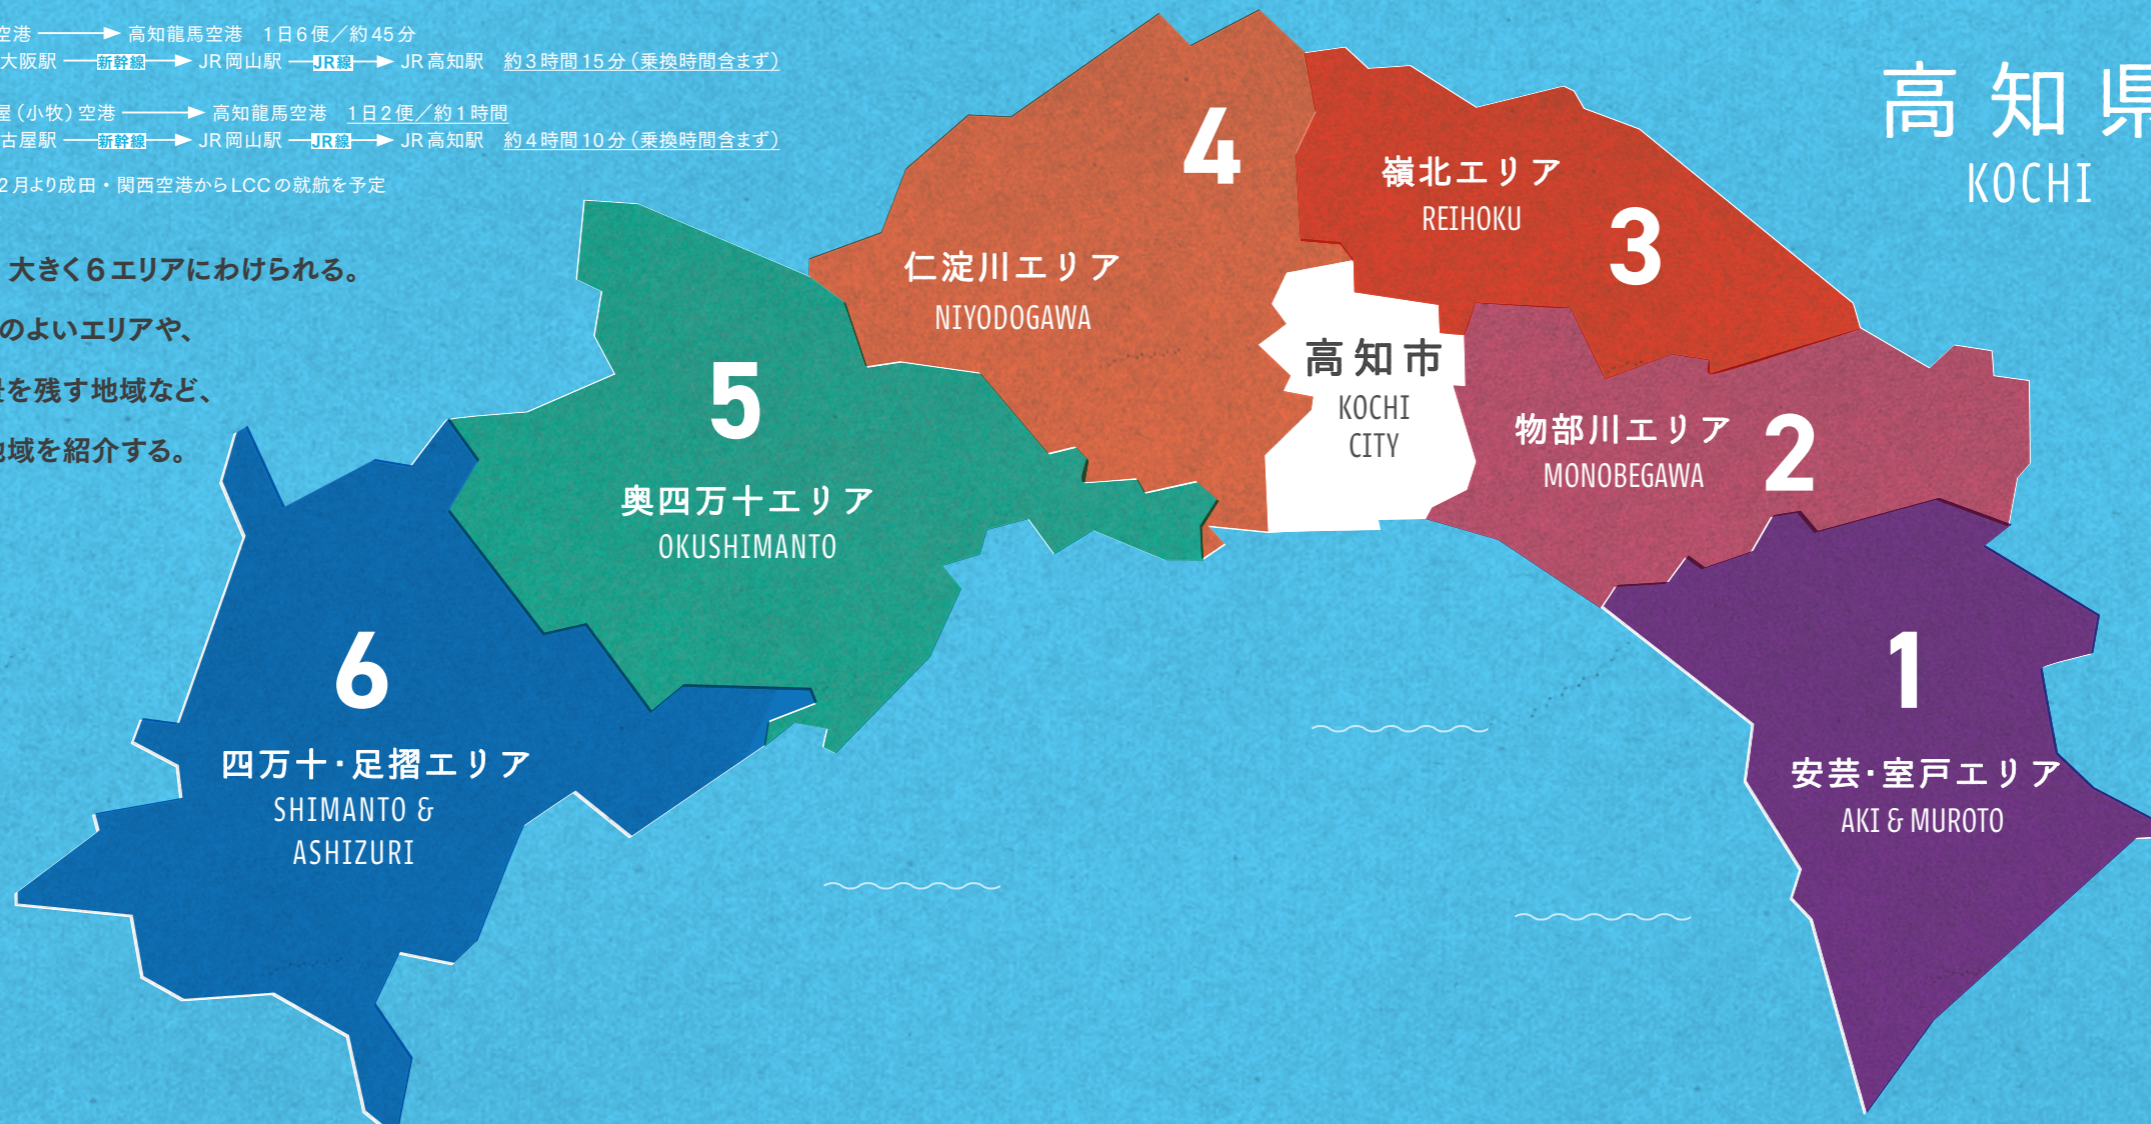 空港 → 高知龍馬空港 1日6便／約45分
大阪駅 新幹線 → JR岡山駅 JR線 → JR高知駅 約3時間15分（乗換時間含まず）
屋（小牧）空港 → 高知龍馬空港 1日2便／約1時間
古屋駅 新幹線 → JR岡山駅 JR線 → JR高知駅 約4時間10分（乗換時間含まず）
2月より成田・関西空港からLCCの就航を予定
大きく6エリアにわけられる。
のよいエリアや、
を残す地域など、
地域を紹介する。
高知県
KOCHI
4
仁淀川エリア
NIYODOGAWA
嶺北エリア
REIHOKU
3
高知市
KOCHI
CITY
物部川エリア
MONOBEGAWA
2
5
奥四万十エリア
OKUSHIMANTO
6
四万十・足摺エリア
SHIMANTO &
ASHIZURI
1
安芸・室戸エリア
AKI & MUROTO